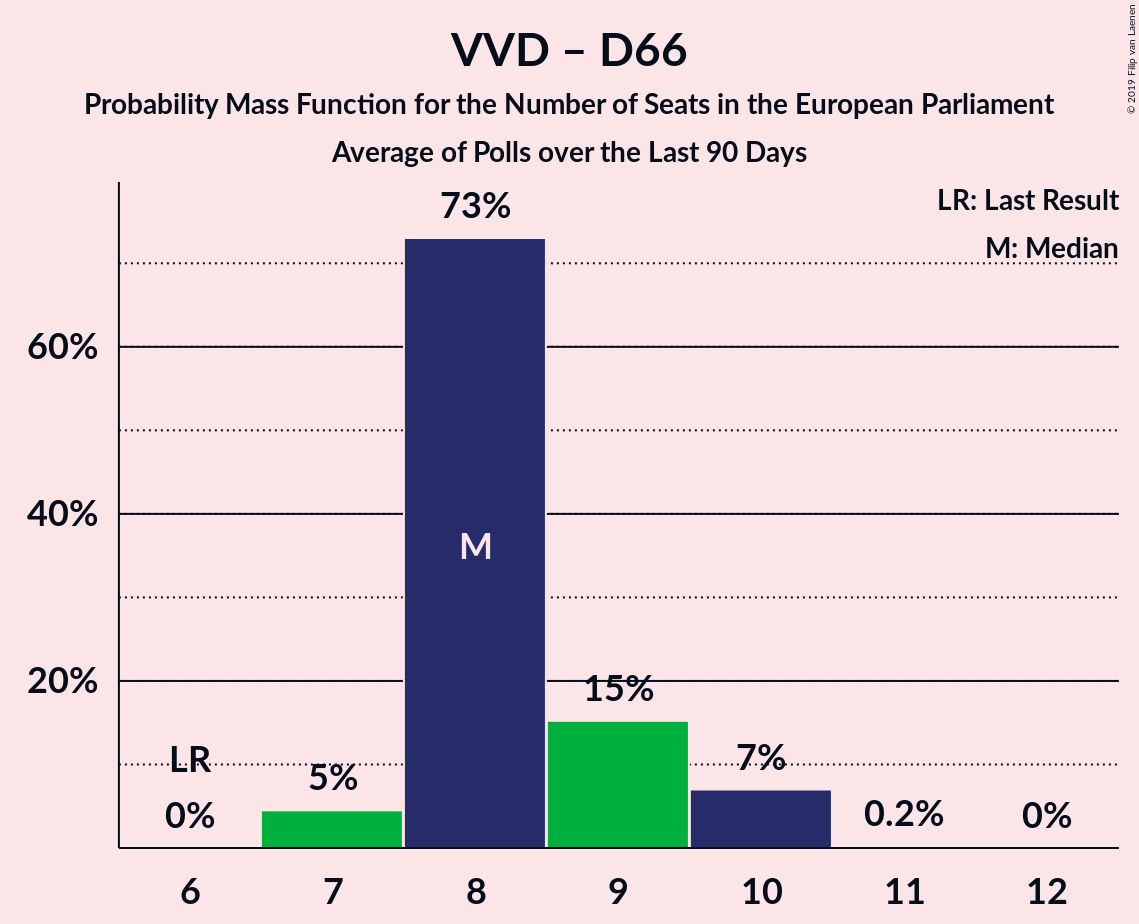 VVD – D66
Probability Mass Function for the Number of Seats in the European Parliament
Average of Polls over the Last 90 Days
© 2019 Filip van Laenen
LR: Last Result
M: Median
73%
60%
40%
M
20%
15%
LR
5%
7%
0%
0.2%
0%
6 7 8 9 10 11 12